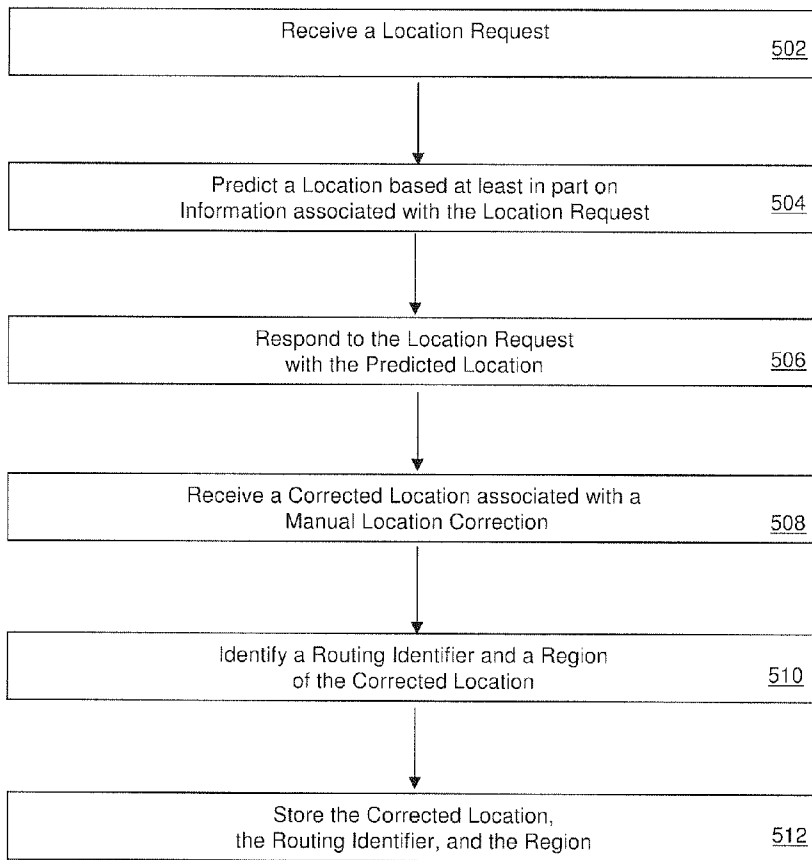 Receive a Location Request
502
Predict a Location based at least in part on
Information associated with the Location Request
504
Respond to the Location Request
with the Predicted Location
506
Receive a Corrected Location associated with a
Manual Location Correction
508
Identify a Routing Identifier and a Region
of the Corrected Location
510
Store the Corrected Location,
the Routing Identifier, and the Region
512